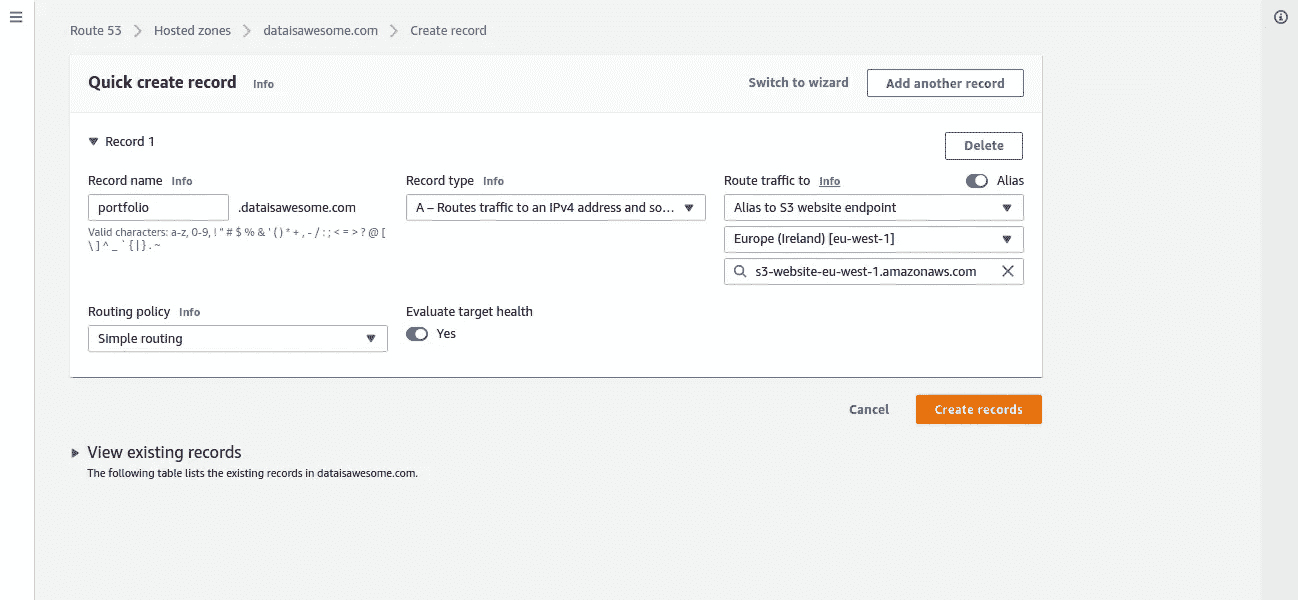 Route 53 > Hosted zones > dataisawesome.com > Create record
Quick create record Info
Switch to wizard
Add another record
Record 1
Delete
Record name Info
portfolio
.dataisawesome.com
Valid characters: a-z, 0-9, ! " # $ % & ' ( ) * + , - / : ; < = > ? @ [
\ ] ^ _ ` { | } . ~
Record type Info
A – Routes traffic to an IPv4 address and so...
Route traffic to Info
Alias
Alias to S3 website endpoint
Europe (Ireland) [eu-west-1]
s3-website-eu-west-1.amazonaws.com
Routing policy Info
Simple routing
Evaluate target health
Yes
Cancel
Create records
View existing records
The following table lists the existing records in dataisawesome.com.